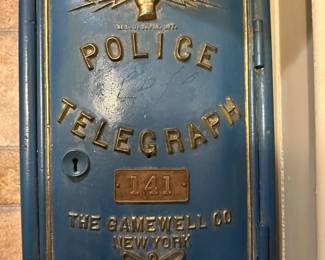 POLICE
TELEGRAPH
141
THE GAMEWELL CO
NEW YORK